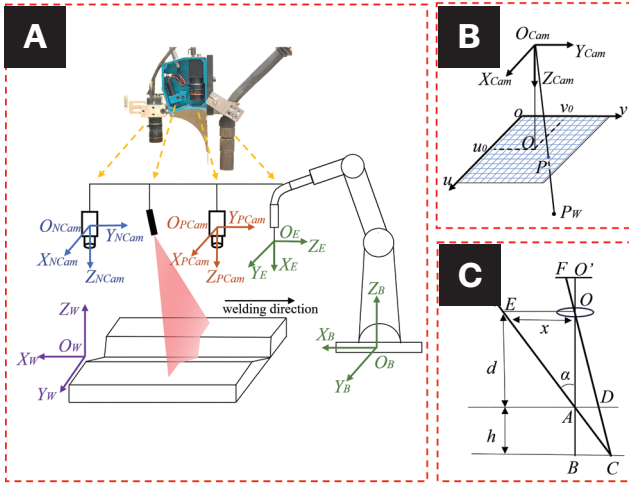 A
O_NCam
Y_NCam
X_NCam
Z_NCam
O_PCam
Y_PCam
X_PCam
Z_PCam
O_E
Z_E
Y_E
X_E
welding direction
Z_W
O_W
X_W
Y_W
Z_B
X_B
O_B
Y_B
B
O_Cam
Y_Cam
X_Cam
Z_Cam
o
v_0
v
u_0
O
P
u
P_W
C
F O'
E
O
x
d
α
A
D
h
B
C